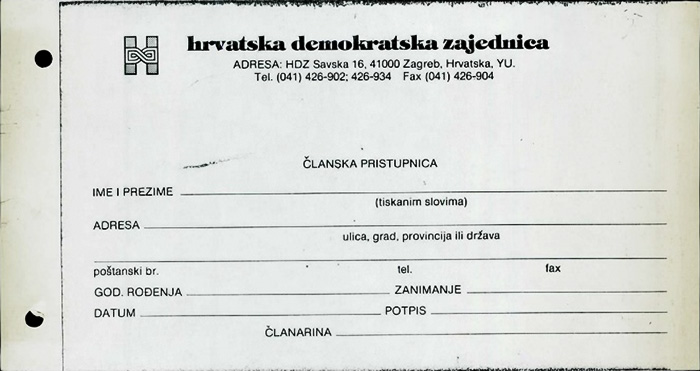 hrvatska demokratska zajednica
ADRESA: HDZ Savska 16, 41000 Zagreb, Hrvatska, YU.
Tel. (041) 426-902; 426-934 Fax (041) 426-904
ČLANSKA PRISTUPNICA
IME I PREZIME
(tiskanim slovima)
ADRESA
ulica, grad, provincija ili država
poštanski br. tel. fax
GOD. ROĐENJA ZANIMANJE
DATUM POTPIS
ČLANARINA